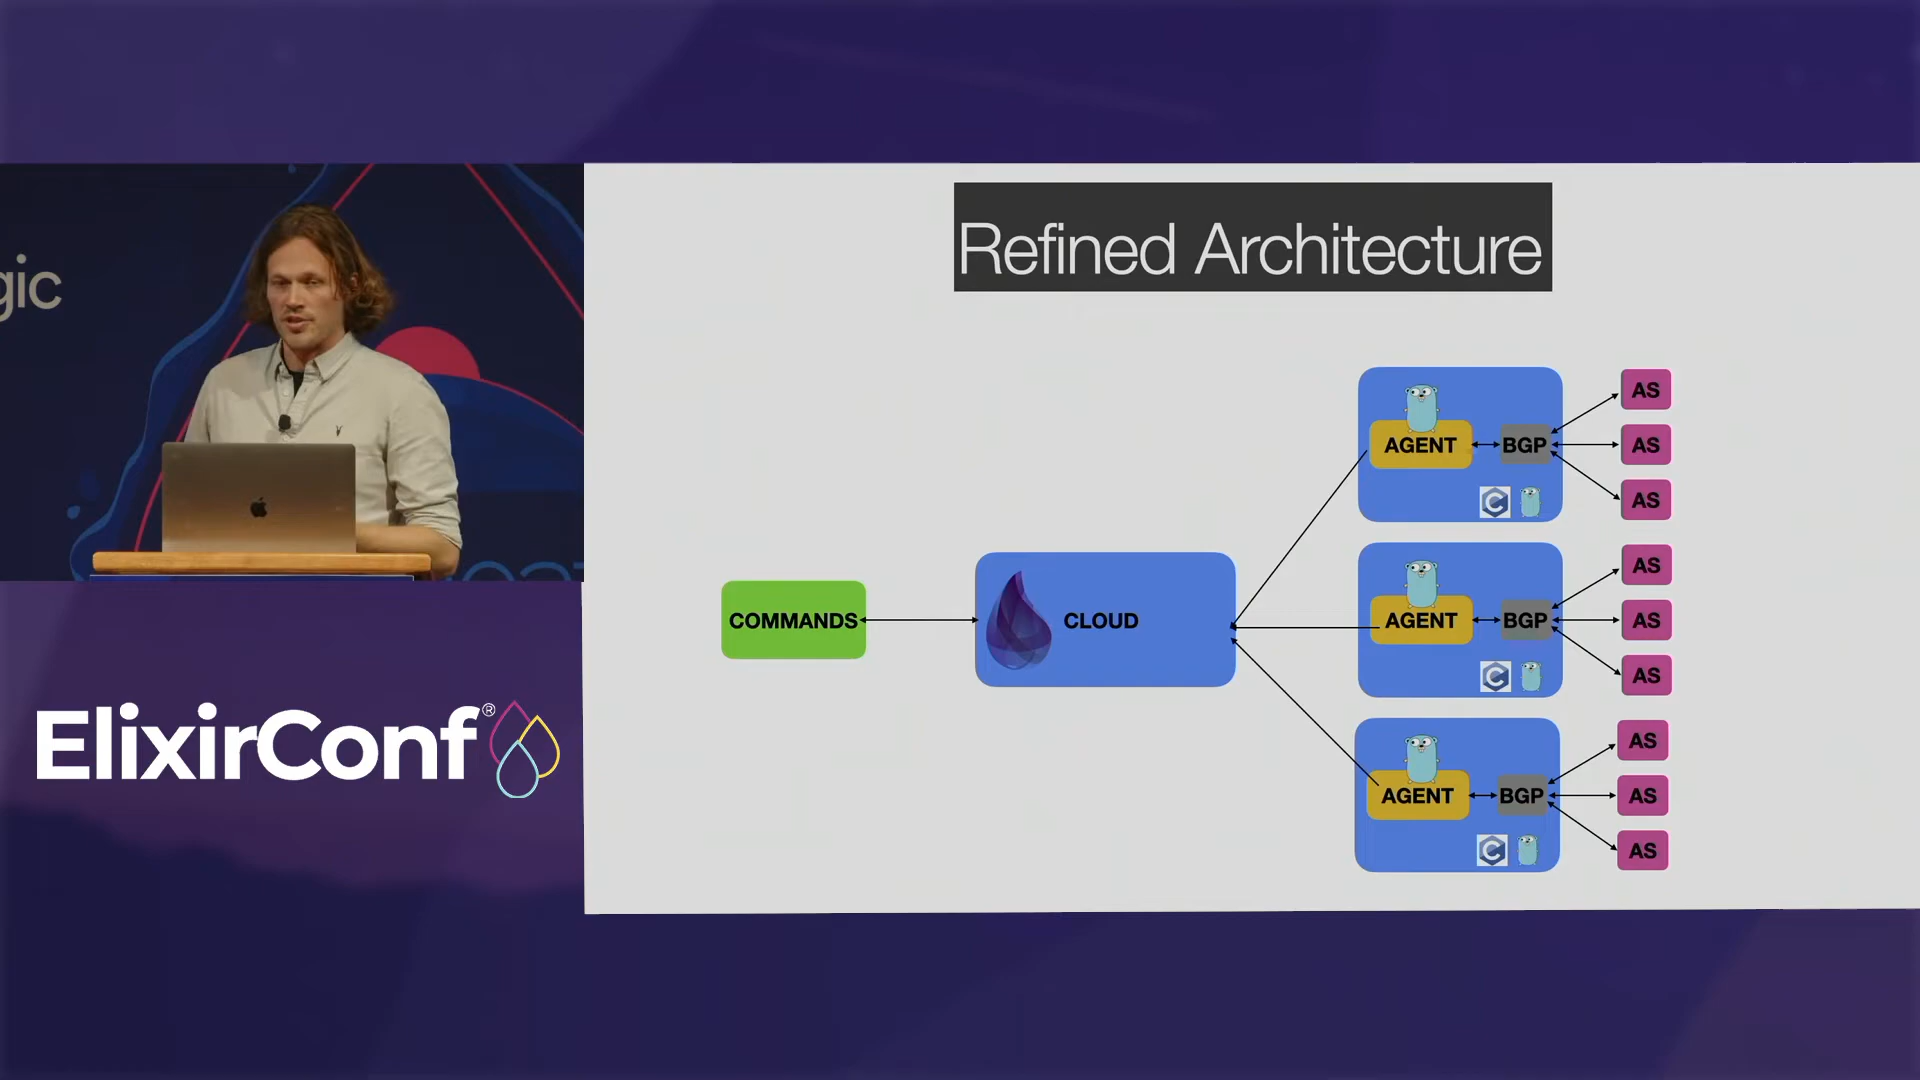 gic
ElixirConf®
Refined Architecture
COMMANDS
CLOUD
AGENT
BGP
AS
AS
AS
C
AGENT
BGP
AS
AS
AS
C
AGENT
BGP
AS
AS
AS
C